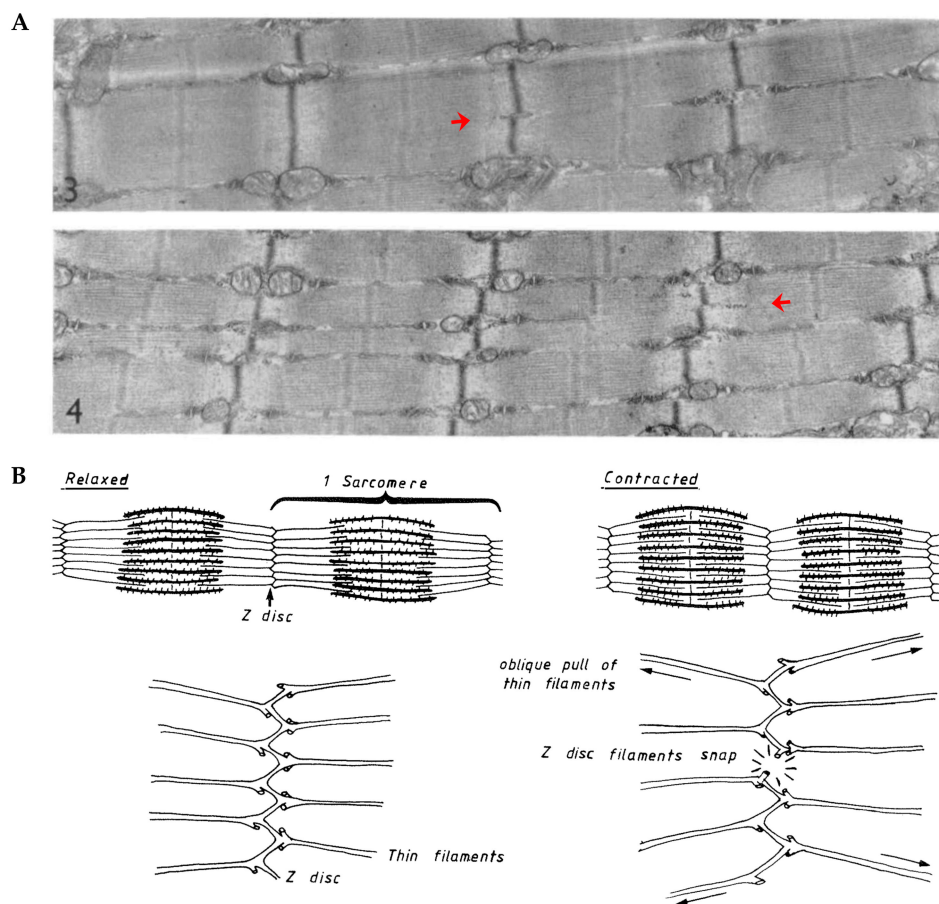 A
3
4
B
Relaxed
1 Sarcomere
Contracted
Z disc
oblique pull of
thin filaments
Z disc filaments snap
Thin filaments
Z disc